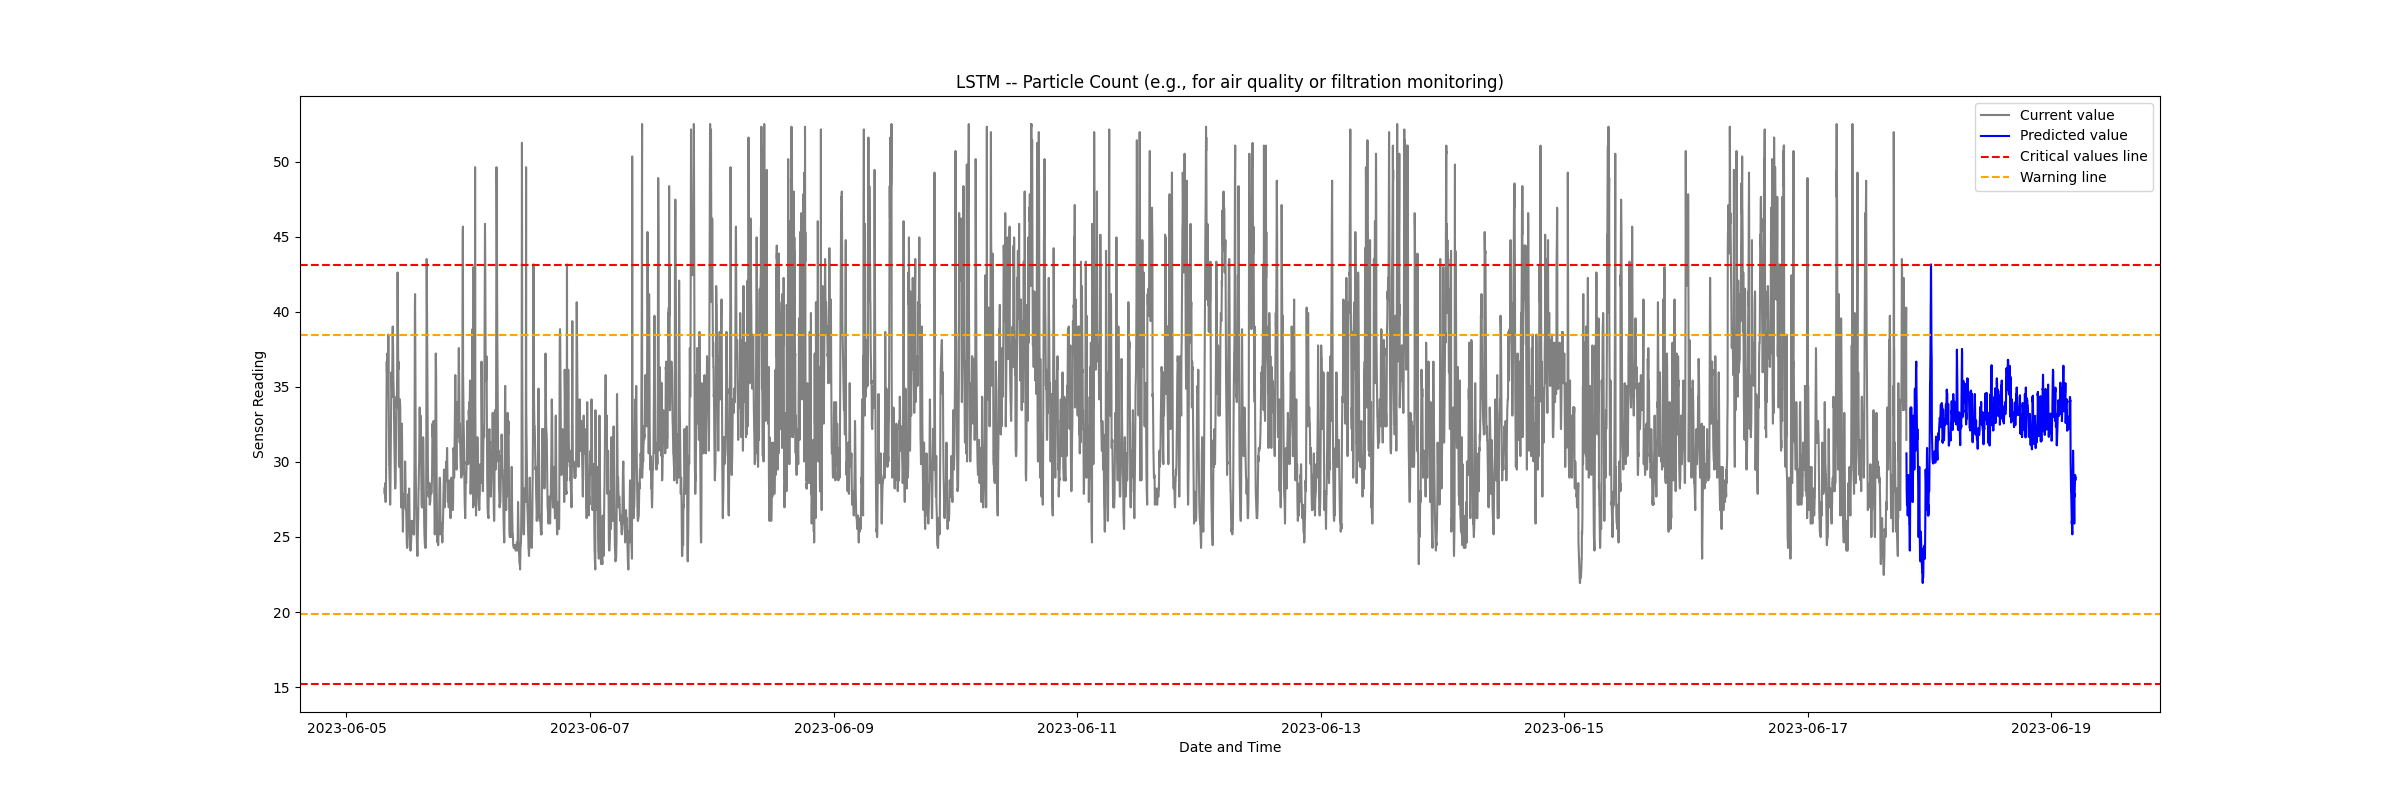 LSTM -- Particle Count (e.g., for air quality or filtration monitoring)
Current value
Predicted value
Critical values line
Warning line
Sensor Reading
50
45
40
35
30
25
20
15
2023-06-05
2023-06-07
2023-06-09
2023-06-11
2023-06-13
2023-06-15
2023-06-17
2023-06-19
Date and Time